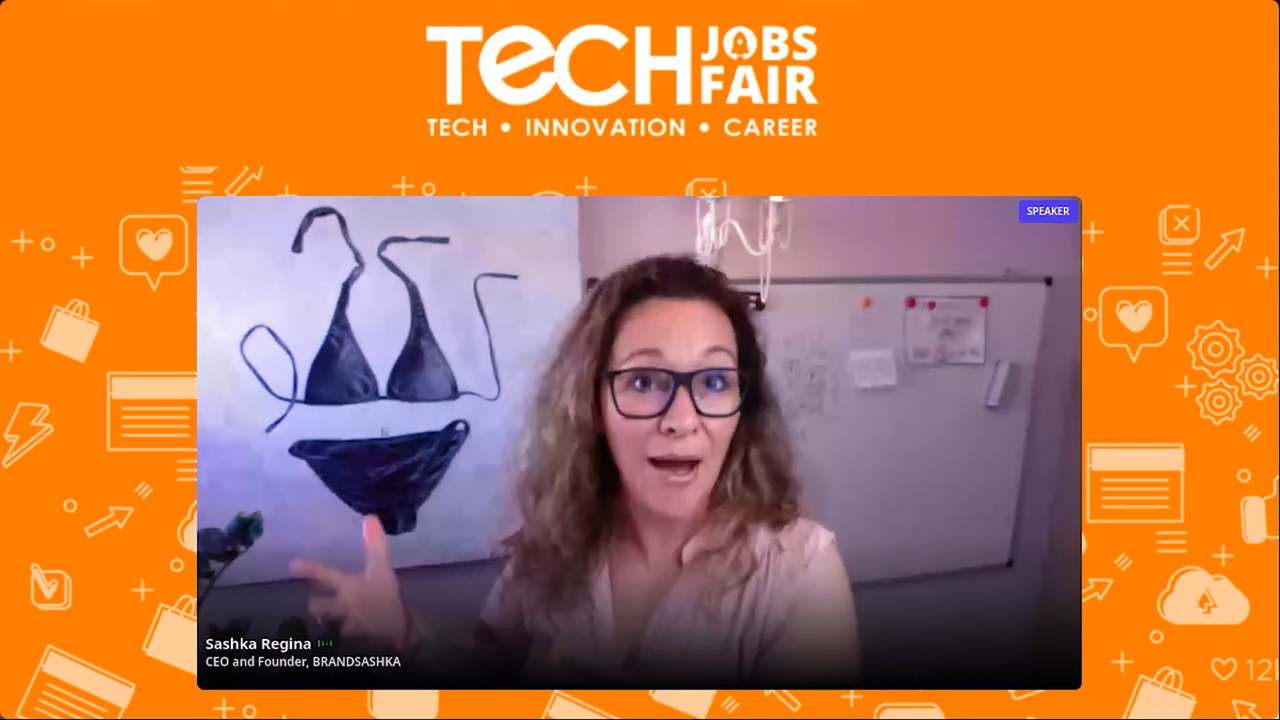 TECH JOBS FAIR
TECH • INNOVATION • CAREER
SPEAKER
Sashka Regina
CEO and Founder, BRANDSASHKA